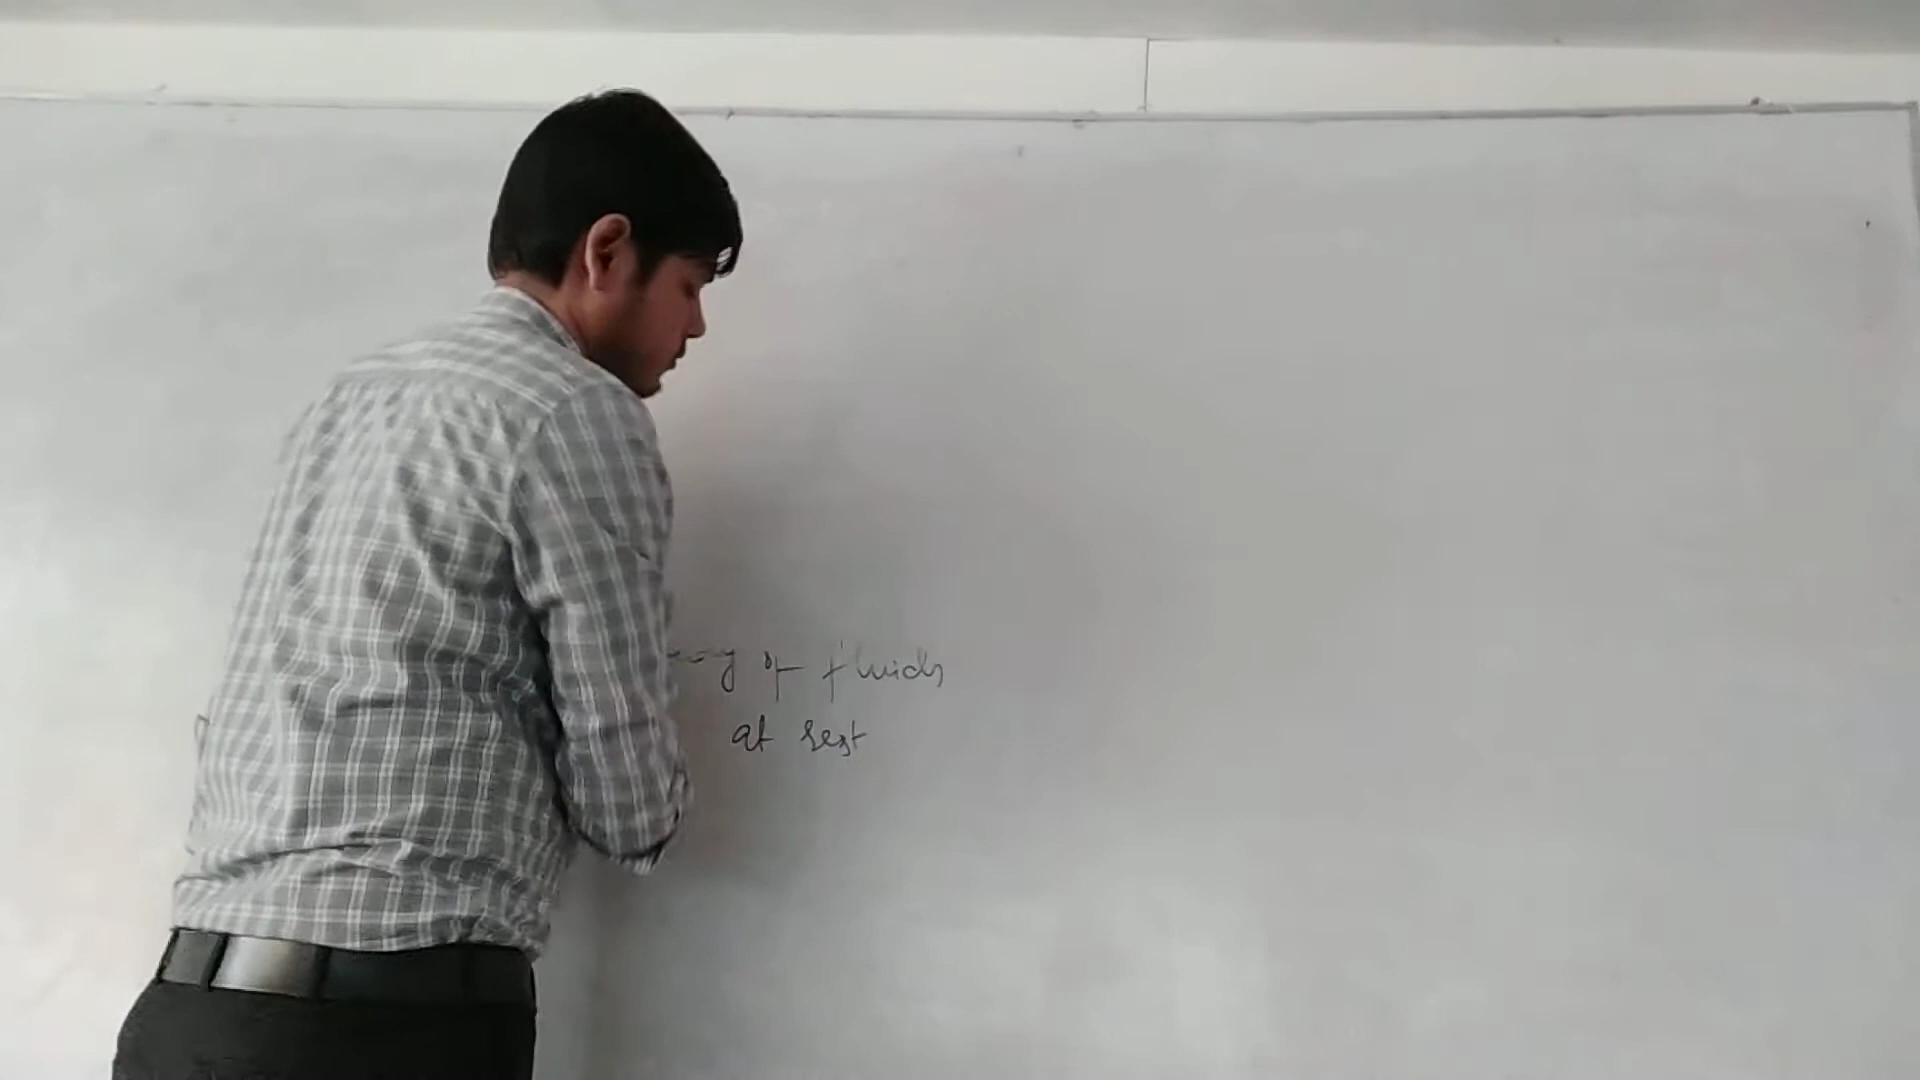 of fluids
at rest